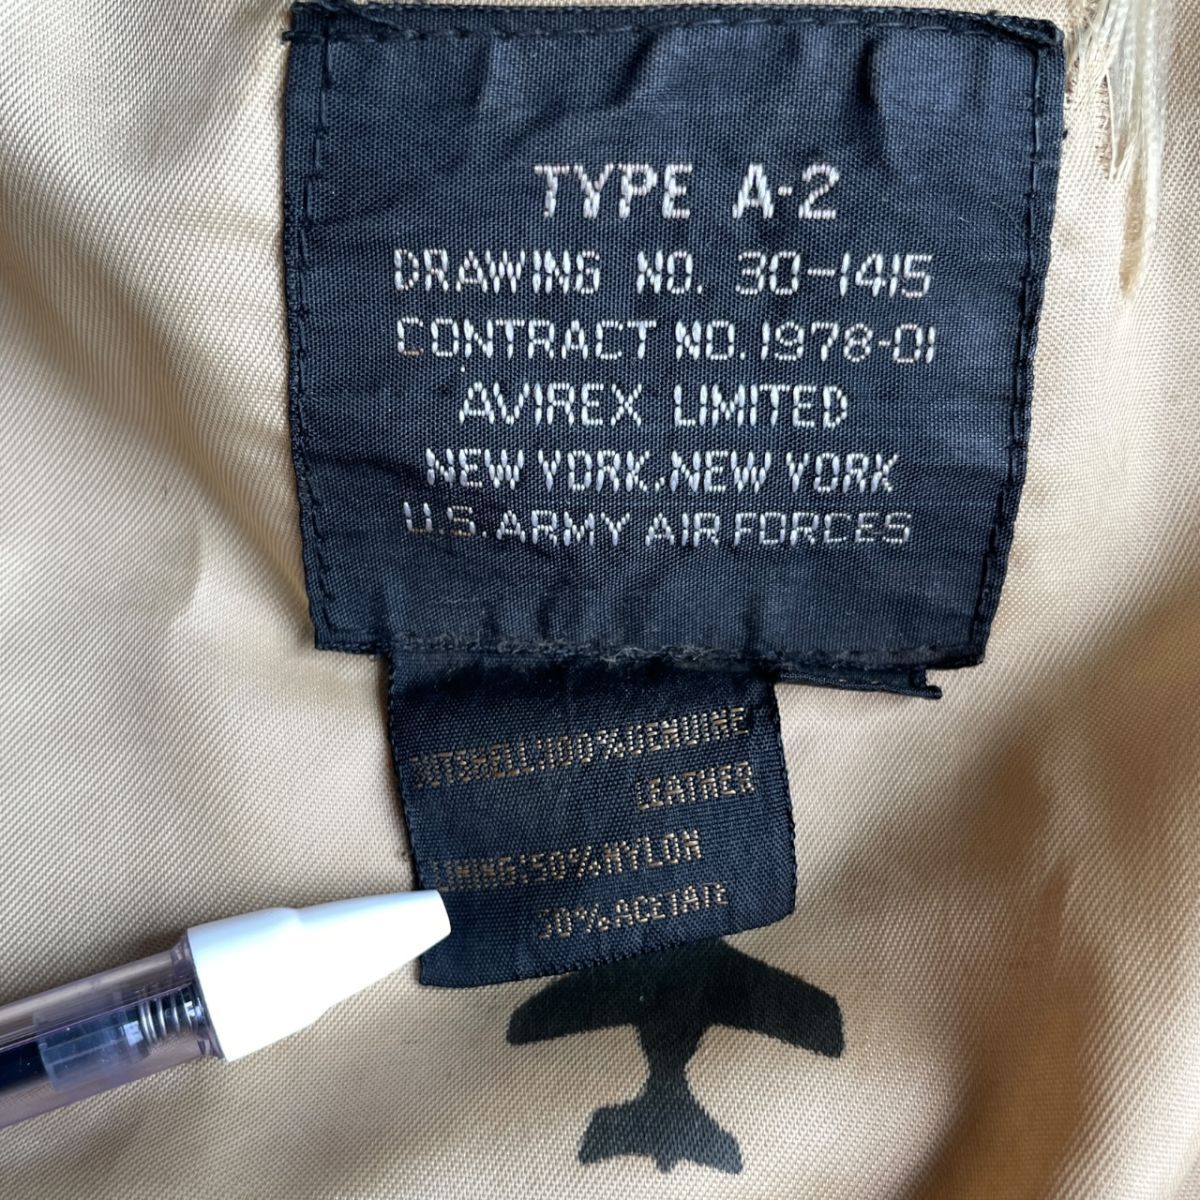 TYPE A-2
DRAWING NO. 30-1415
CONTRACT NO. 1978-01
AVIREX LIMITED
NEW YORK, NEW YORK
U.S. ARMY AIR FORCES
OUTSHELL:100%GENUINE
LEATHER
LINING:50%NYLON
50%ACETATE